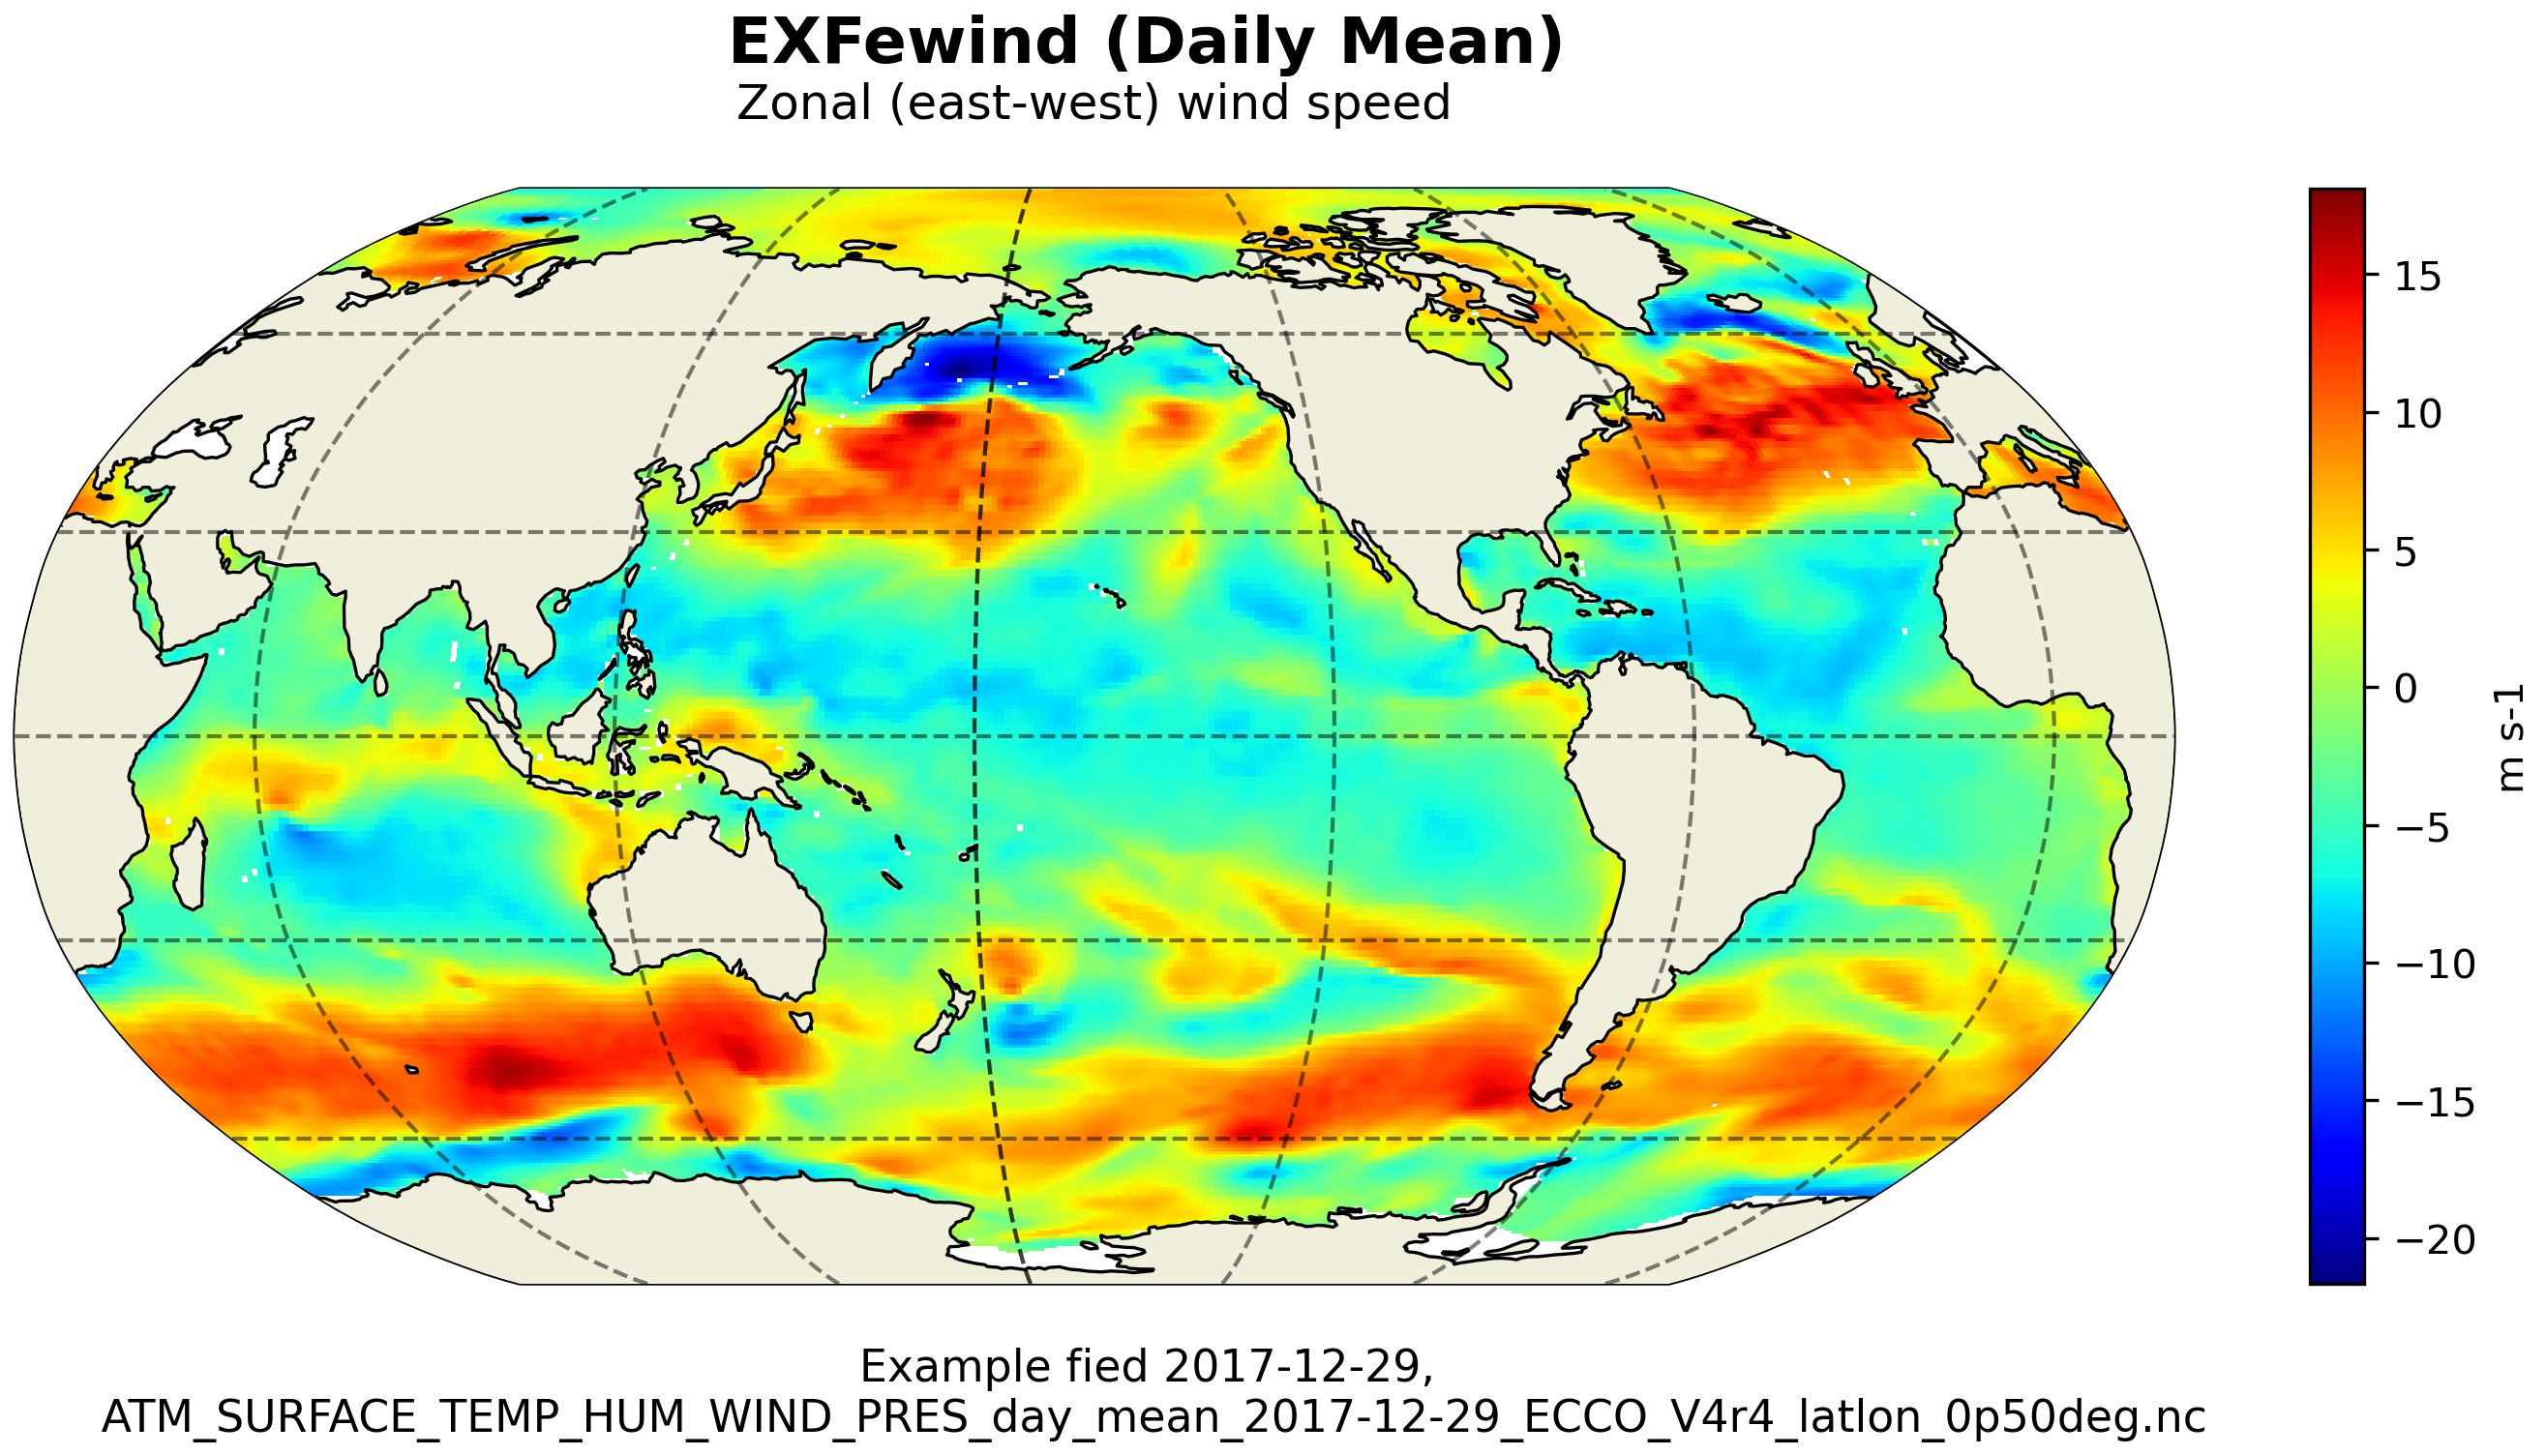 EXFewind (Daily Mean)
Zonal (east-west) wind speed
15
10
5
0
−5
−10
−15
−20
m s-1
Example fied 2017-12-29,
ATM_SURFACE_TEMP_HUM_WIND_PRES_day_mean_2017-12-29_ECCO_V4r4_latlon_0p50deg.nc